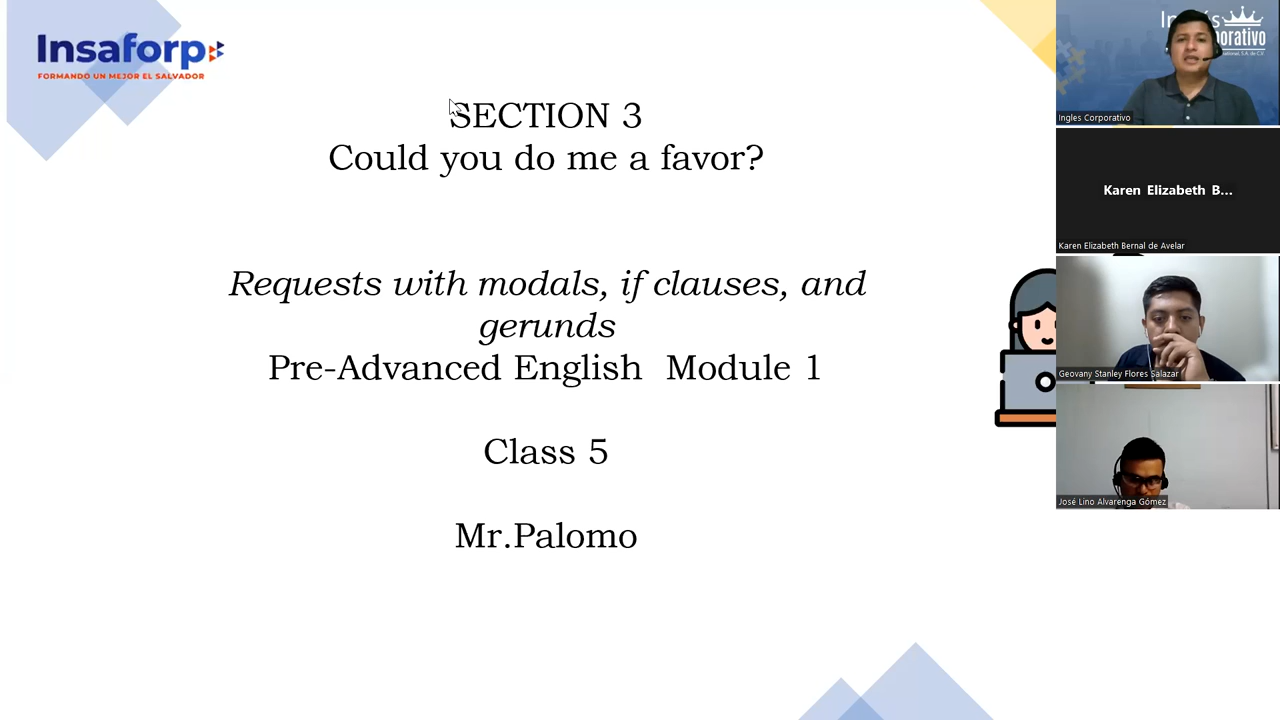 Insaforp
FORMANDO UN MEJOR EL SALVADOR
SECTION 3
Could you do me a favor?
Requests with modals, if clauses, and
gerunds
Pre-Advanced English Module 1
Class 5
Mr.Palomo
Ingles Corporativo
Karen Elizabeth B...
Karen Elizabeth Bernal de Avelar
Geovany Stanley Flores Salazar
José Lino Alvarenga Gómez